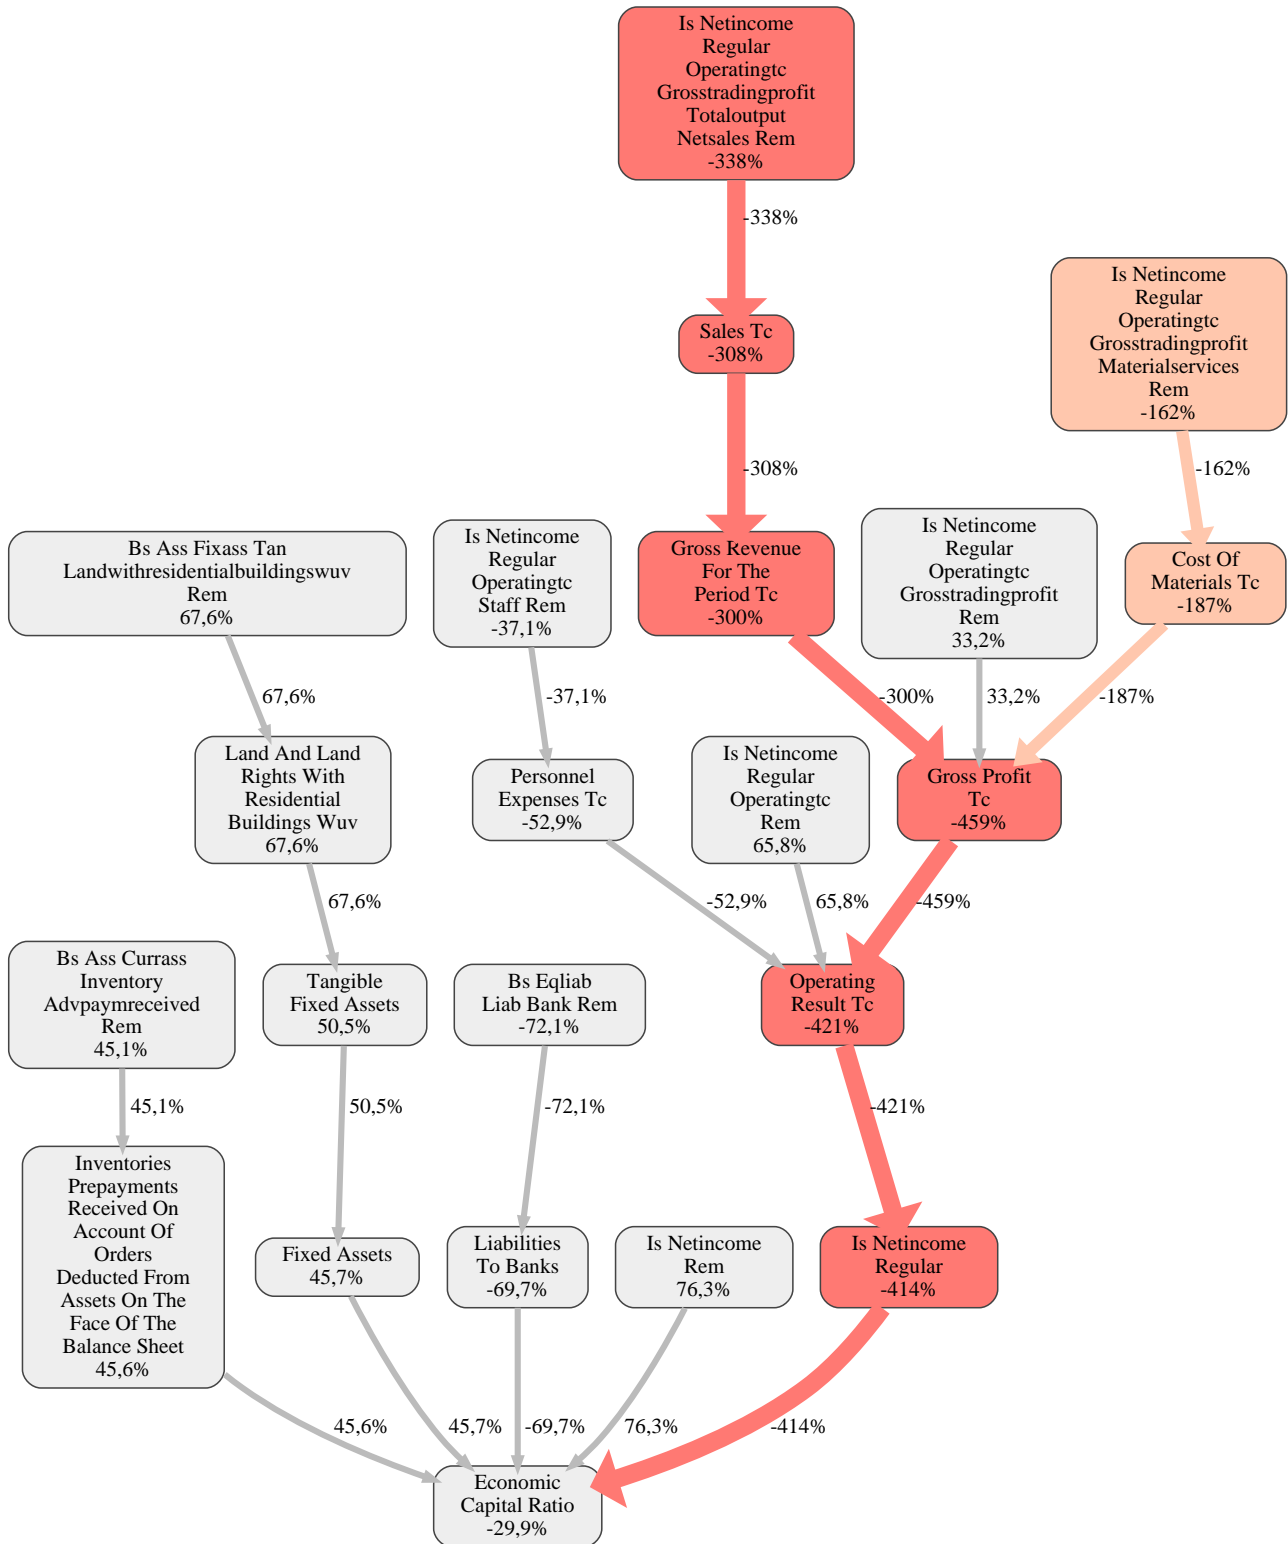 Is Netincome
Regular
Operatingtc
Grosstradingprofit
Totaloutput
Netsales Rem
-338%
-338%
Is Netincome
Regular
Operatingtc
Grosstradingprofit
Materialservices
Rem
-162%
Sales Tc
-308%
-308%
-162%
Bs Ass Fixass Tan
Landwithresidentialbuildingswuv
Rem
67,6%
Is Netincome
Regular
Operatingtc
Staff Rem
-37,1%
Gross Revenue
For The
Period Tc
-300%
Is Netincome
Regular
Operatingtc
Grosstradingprofit
Rem
33,2%
Cost Of
Materials Tc
-187%
67,6%
-37,1%
-300%
33,2%
-187%
Land And Land
Rights With
Residential
Buildings Wuv
67,6%
Personnel
Expenses Tc
-52,9%
Is Netincome
Regular
Operatingtc
Rem
65,8%
Gross Profit
Tc
-459%
67,6%
-52,9%
65,8%
-459%
Bs Ass Currass
Inventory
Advpaymreceived
Rem
45,1%
Tangible
Fixed Assets
50,5%
Bs Eqliab
Liab Bank Rem
-72,1%
Operating
Result Tc
-421%
45,1%
50,5%
-72,1%
-421%
Inventories
Prepayments
Received On
Account Of
Orders
Deducted From
Assets On The
Face Of The
Balance Sheet
45,6%
Fixed Assets
45,7%
Liabilities
To Banks
-69,7%
Is Netincome
Rem
76,3%
Is Netincome
Regular
-414%
45,6%
45,7%
-69,7%
76,3%
-414%
Economic
Capital Ratio
-29,9%